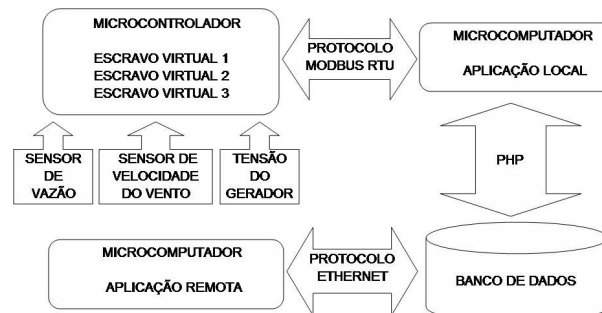 MICROCONTROLADOR
ESCRAVO VIRTUAL 1
ESCRAVO VIRTUAL 2
ESCRAVO VIRTUAL 3
PROTOCOLO
MODBUS RTU
MICROCOMPUTADOR
APLICAÇÃO LOCAL
SENSOR
DE
VAZÃO
SENSOR DE
VELOCIDADE
DO VENTO
TENSÃO
DO
GERADOR
PHP
MICROCOMPUTADOR
APLICAÇÃO REMOTA
PROTOCOLO
ETHERNET
BANCO DE DADOS